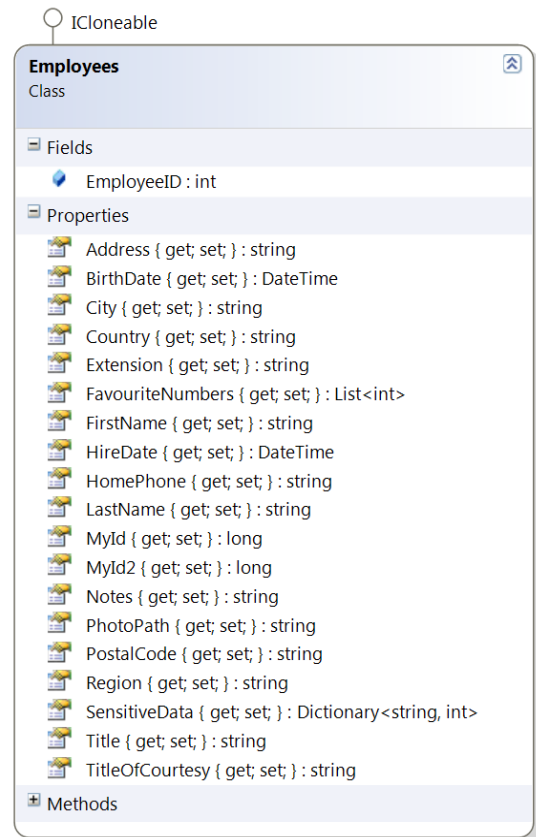 ICloneable
Employees
Class
Fields
EmployeeID : int
Properties
Address { get; set; } : string
BirthDate { get; set; } : DateTime
City { get; set; } : string
Country { get; set; } : string
Extension { get; set; } : string
FavouriteNumbers { get; set; } : List<int>
FirstName { get; set; } : string
HireDate { get; set; } : DateTime
HomePhone { get; set; } : string
LastName { get; set; } : string
MyId { get; set; } : long
MyId2 { get; set; } : long
Notes { get; set; } : string
PhotoPath { get; set; } : string
PostalCode { get; set; } : string
Region { get; set; } : string
SensitiveData { get; set; } : Dictionary<string, int>
Title { get; set; } : string
TitleOfCourtesy { get; set; } : string
Methods